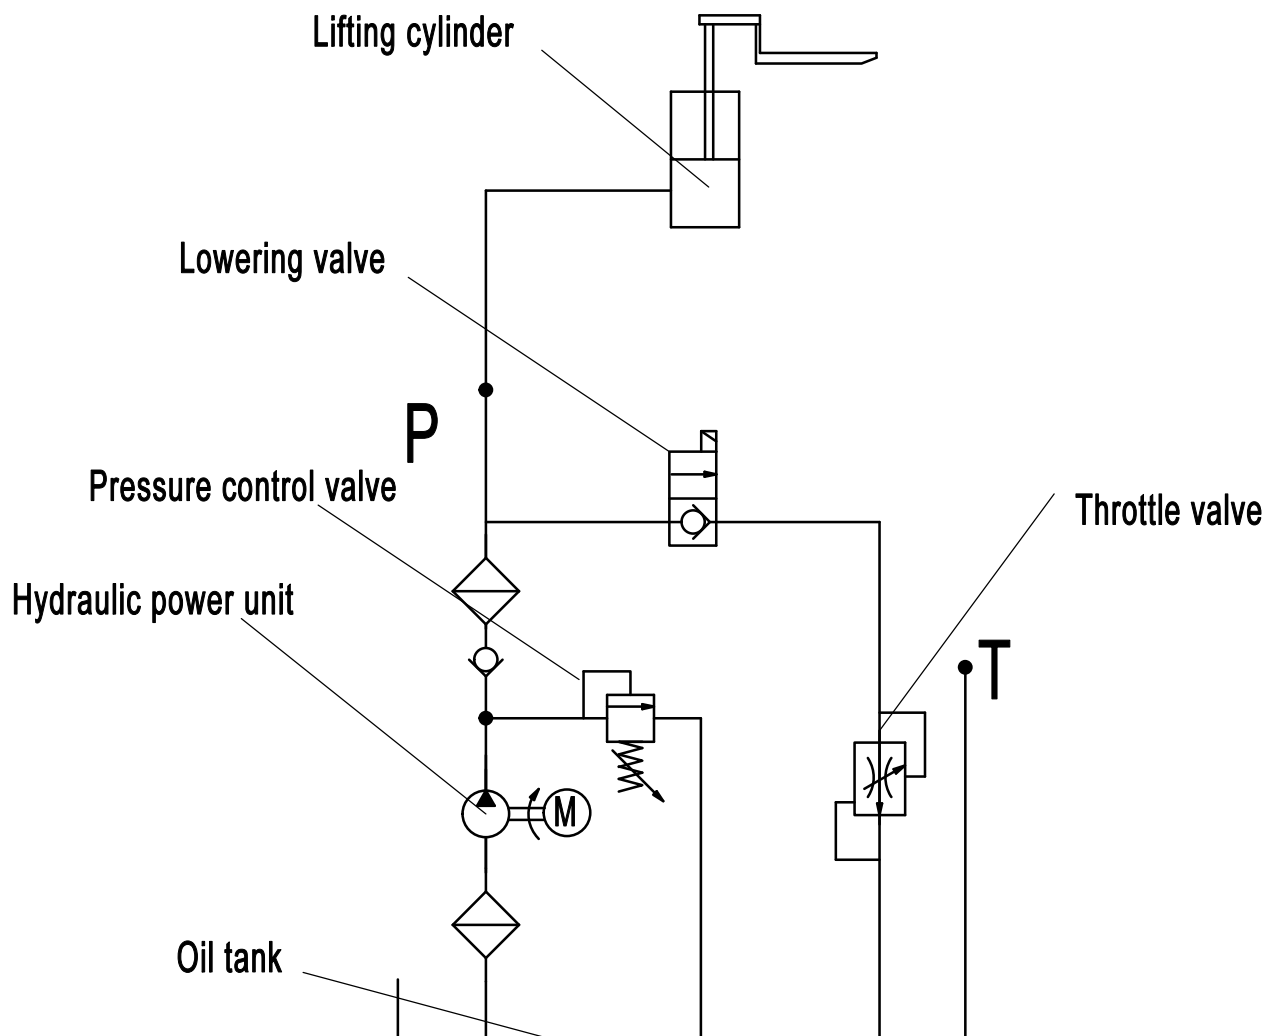 Lifting cylinder
Lowering valve
P
Pressure control valve
Throttle valve
Hydraulic power unit
T
M
Oil tank